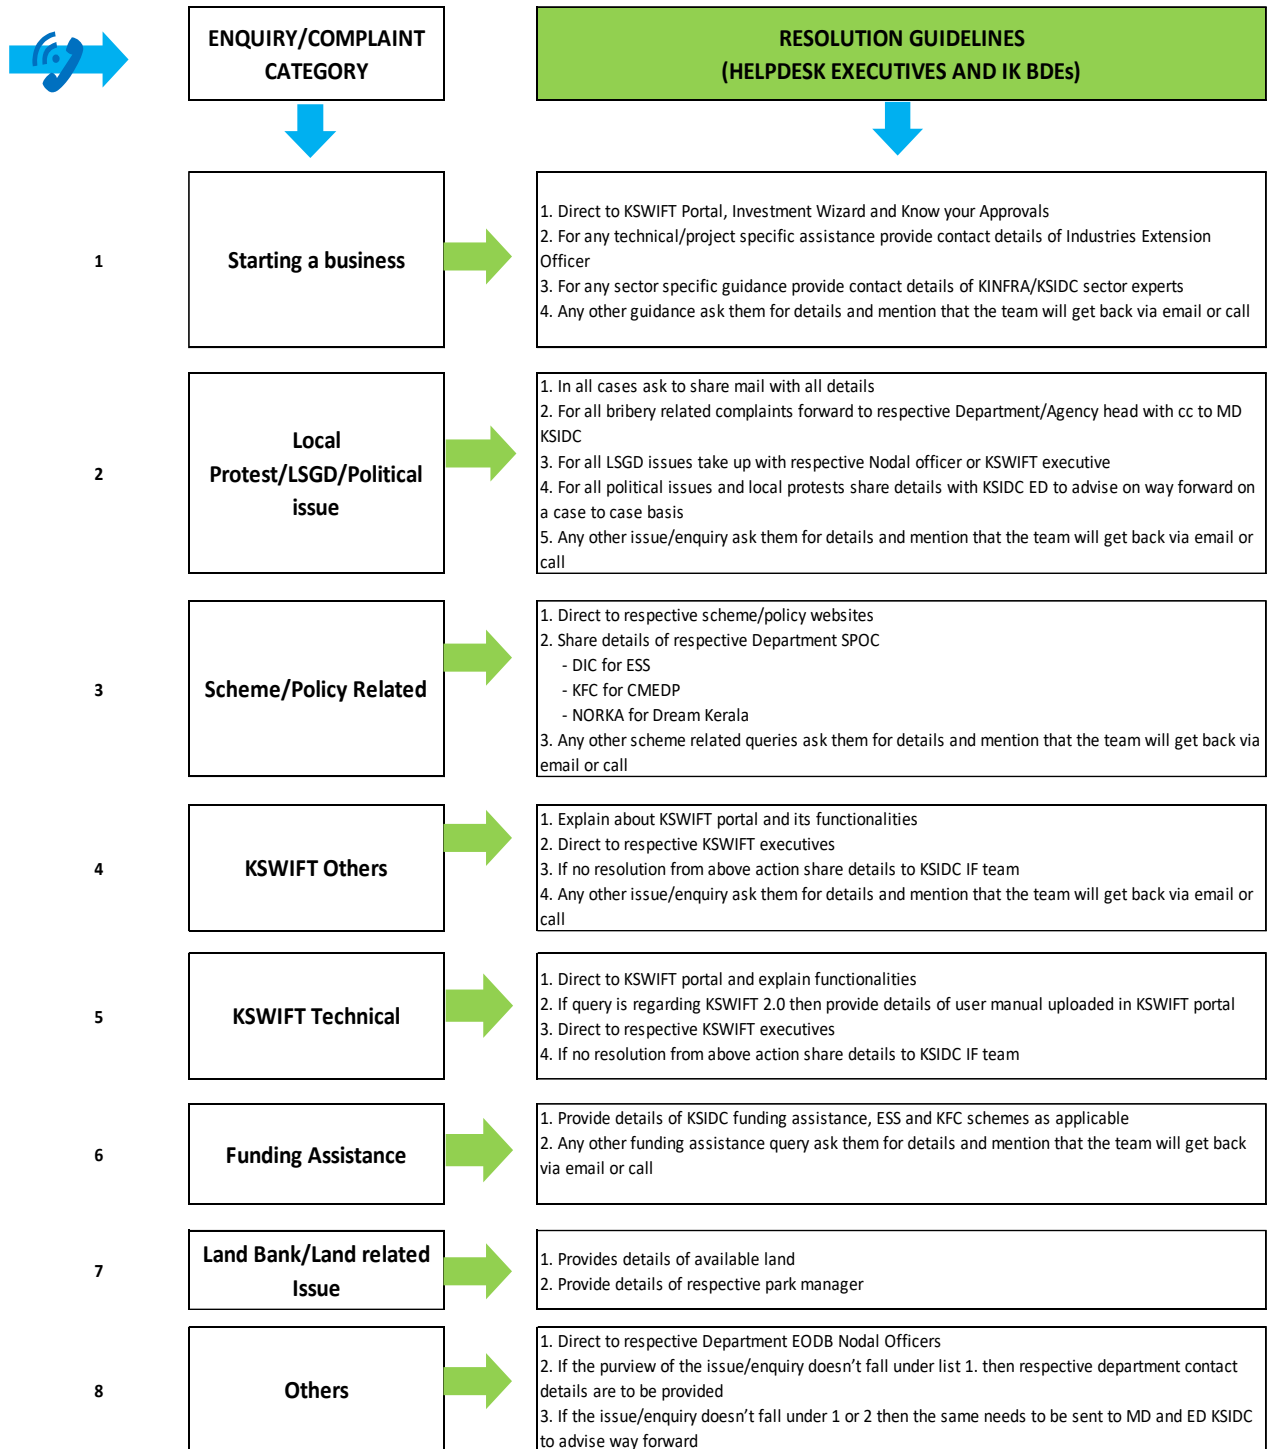 ENQUIRY/COMPLAINT
CATEGORY
RESOLUTION GUIDELINES
(HELPDESK EXECUTIVES AND IK BDEs)
1
Starting a business
1. Direct to KSWIFT Portal, Investment Wizard and Know your Approvals
2. For any technical/project specific assistance provide contact details of Industries Extension
Officer
3. For any sector specific guidance provide contact details of KINFRA/KSIDC sector experts
4. Any other guidance ask them for details and mention that the team will get back via email or call
2
Local
Protest/LSGD/Political
issue
1. In all cases ask to share mail with all details
2. For all bribery related complaints forward to respective Department/Agency head with cc to MD
KSIDC
3. For all LSGD issues take up with respective Nodal officer or KSWIFT executive
4. For all political issues and local protests share details with KSIDC ED to advise on way forward on
a case to case basis
5. Any other issue/enquiry ask them for details and mention that the team will get back via email or
call
3
Scheme/Policy Related
1. Direct to respective scheme/policy websites
2. Share details of respective Department SPOC
- DIC for ESS
- KFC for CMEDP
- NORKA for Dream Kerala
3. Any other scheme related queries ask them for details and mention that the team will get back via
email or call
4
KSWIFT Others
1. Explain about KSWIFT portal and its functionalities
2. Direct to respective KSWIFT executives
3. If no resolution from above action share details to KSIDC IF team
4. Any other issue/enquiry ask them for details and mention that the team will get back via email or
call
5
KSWIFT Technical
1. Direct to KSWIFT portal and explain functionalities
2. If query is regarding KSWIFT 2.0 then provide details of user manual uploaded in KSWIFT portal
3. Direct to respective KSWIFT executives
4. If no resolution from above action share details to KSIDC IF team
6
Funding Assistance
1. Provide details of KSIDC funding assistance, ESS and KFC schemes as applicable
2. Any other funding assistance query ask them for details and mention that the team will get back
via email or call
7
Land Bank/Land related
Issue
1. Provides details of available land
2. Provide details of respective park manager
8
Others
1. Direct to respective Department EODB Nodal Officers
2. If the purview of the issue/enquiry doesn't fall under list 1. then respective department contact
details are to be provided
3. If the issue/enquiry doesn't fall under 1 or 2 then the same needs to be sent to MD and ED KSIDC
to advise way forward